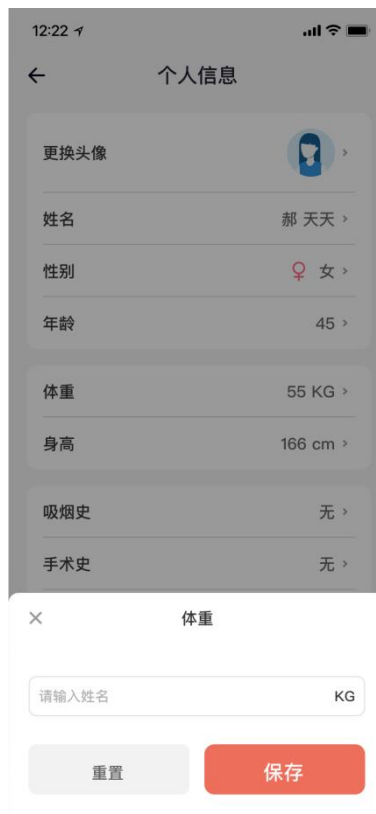 12:22
个人信息
更换头像
姓名 郝 天天
性别 女
年龄 45
体重 55 KG
身高 166 cm
吸烟史 无
手术史 无
体重
请输入姓名 KG
重置 保存